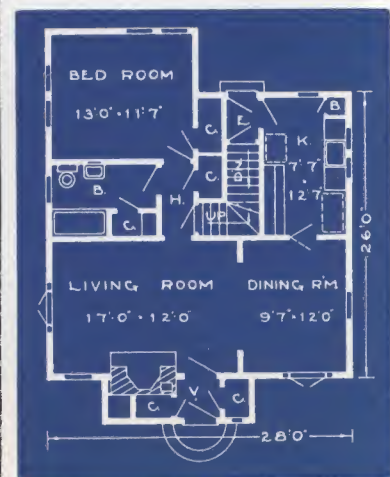 BED ROOM
13'0" × 11'7"
C.
E.
B.
K.
7'7"
×
12'7"
DN.
B.
C.
H.
C.
UP
LIVING ROOM
17'0" × 12'0"
DINING R'M
9'7" × 12'0"
26'0"
C.
V.
C.
28'0"